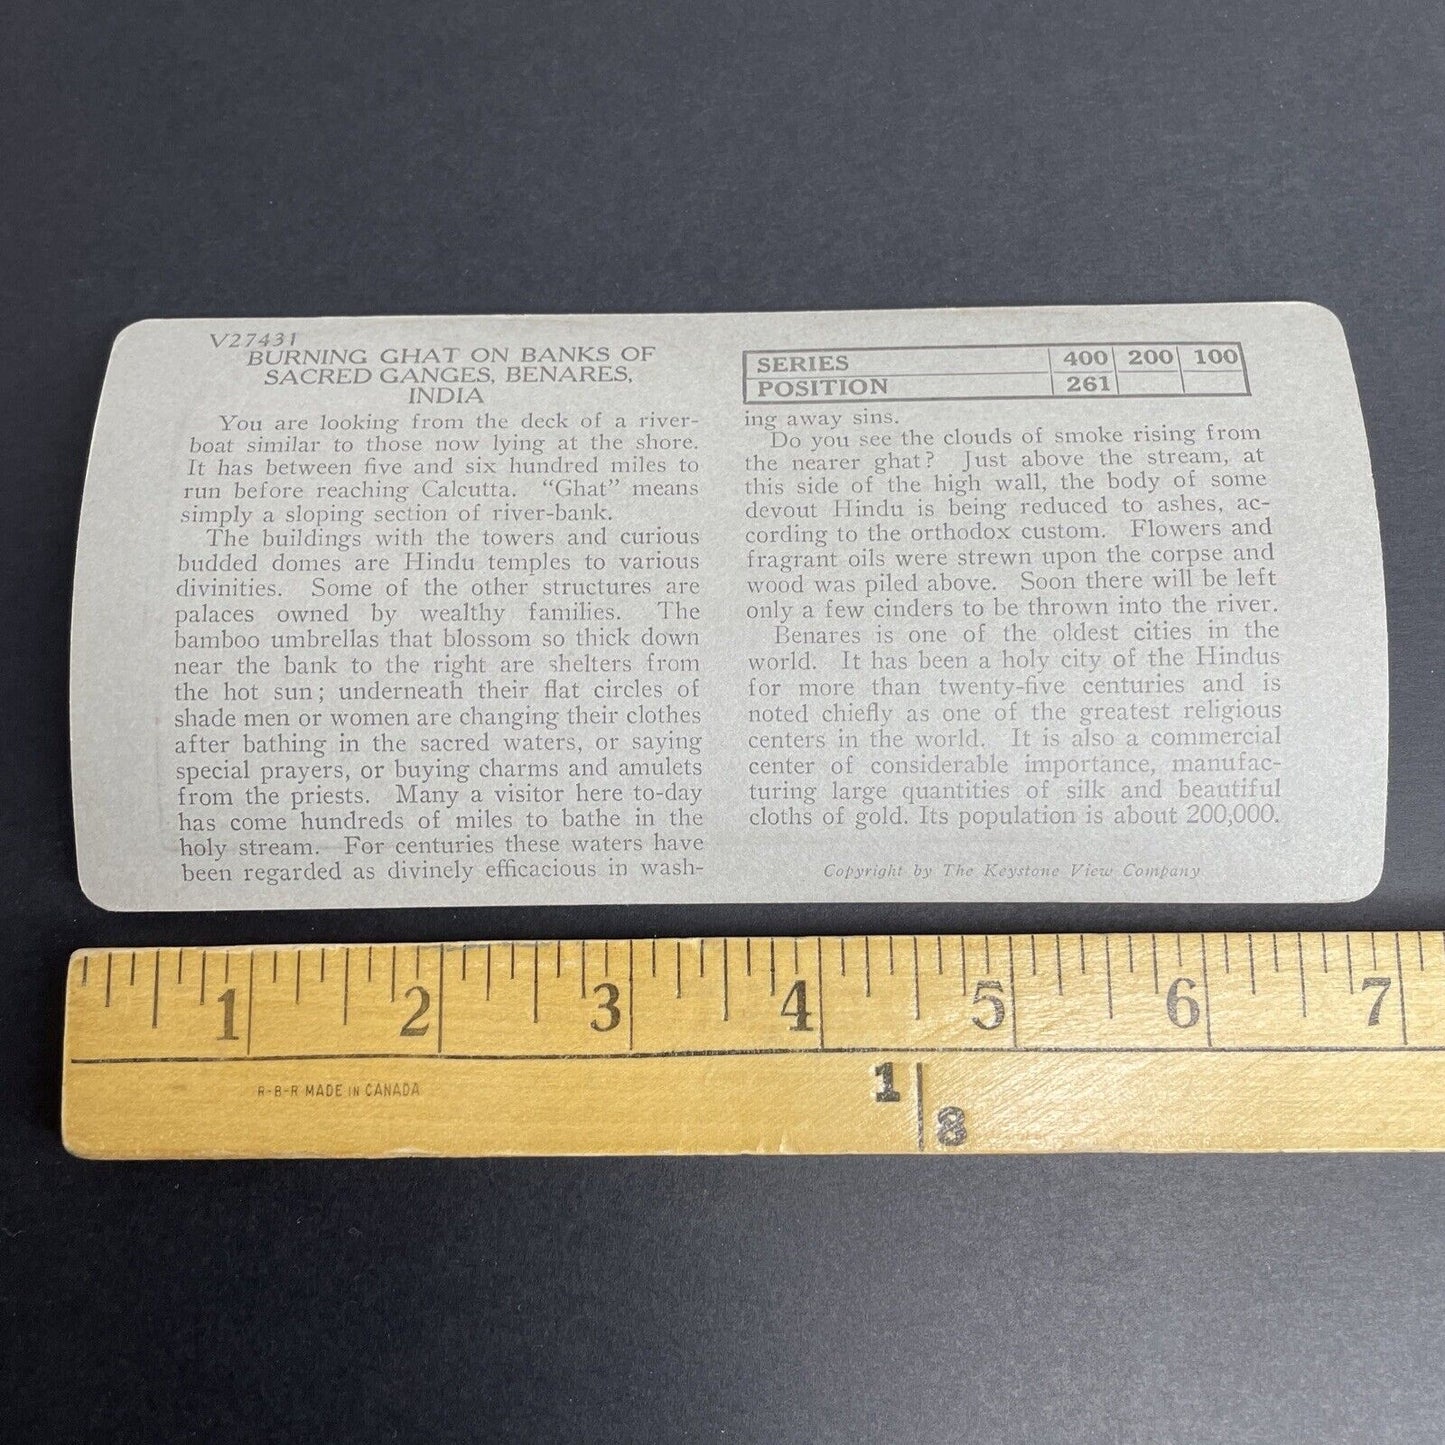 V27431
BURNING GHAT ON BANKS OF
SACRED GANGES, BENARES,
INDIA
You are looking from the deck of a river-
boat similar to those now lying at the shore.
It has between five and six hundred miles to
run before reaching Calcutta. "Ghat" means
simply a sloping section of river-bank.
The buildings with the towers and curious
budded domes are Hindu temples to various
divinities. Some of the other structures are
palaces owned by wealthy families. The
bamboo umbrellas that blossom so thick down
near the bank to the right are shelters from
the hot sun; underneath their flat circles of
shade men or women are changing their clothes
after bathing in the sacred waters, or saying
special prayers, or buying charms and amulets
from the priests. Many a visitor here to-day
has come hundreds of miles to bathe in the
holy stream. For centuries these waters have
been regarded as divinely efficacious in wash-
SERIES 400 200 100
POSITION 261
ing away sins.
Do you see the clouds of smoke rising from
the nearer ghat? Just above the stream, at
this side of the high wall, the body of some
devout Hindu is being reduced to ashes, ac-
cording to the orthodox custom. Flowers and
fragrant oils were strewn upon the corpse and
wood was piled above. Soon there will be left
only a few cinders to be thrown into the river.
Benares is one of the oldest cities in the
world. It has been a holy city of the Hindus
for more than twenty-five centuries and is
noted chiefly as one of the greatest religious
centers in the world. It is also a commercial
center of considerable importance, manufac-
turing large quantities of silk and beautiful
cloths of gold. Its population is about 200,000.
Copyright by The Keystone View Company
1 2 3 4 5 6 7
R-B-R MADE IN CANADA
1 8